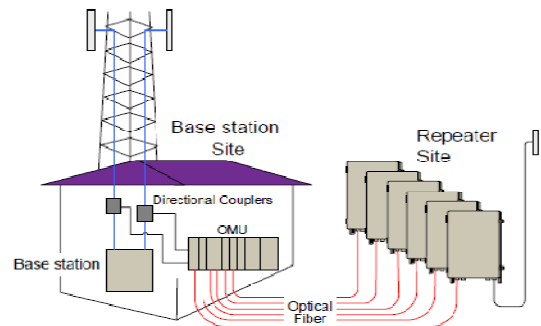 Base station
Site
Repeater
Site
Directional Couplers
OMU
Base station
Optical
Fiber